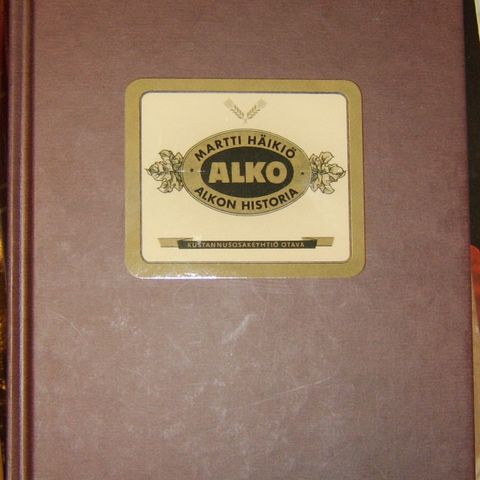 MARTTI HÄIKIÖ
ALKO
ALKON HISTORIA
KUSTANNUSOSAKEYHTIÖ OTAVA